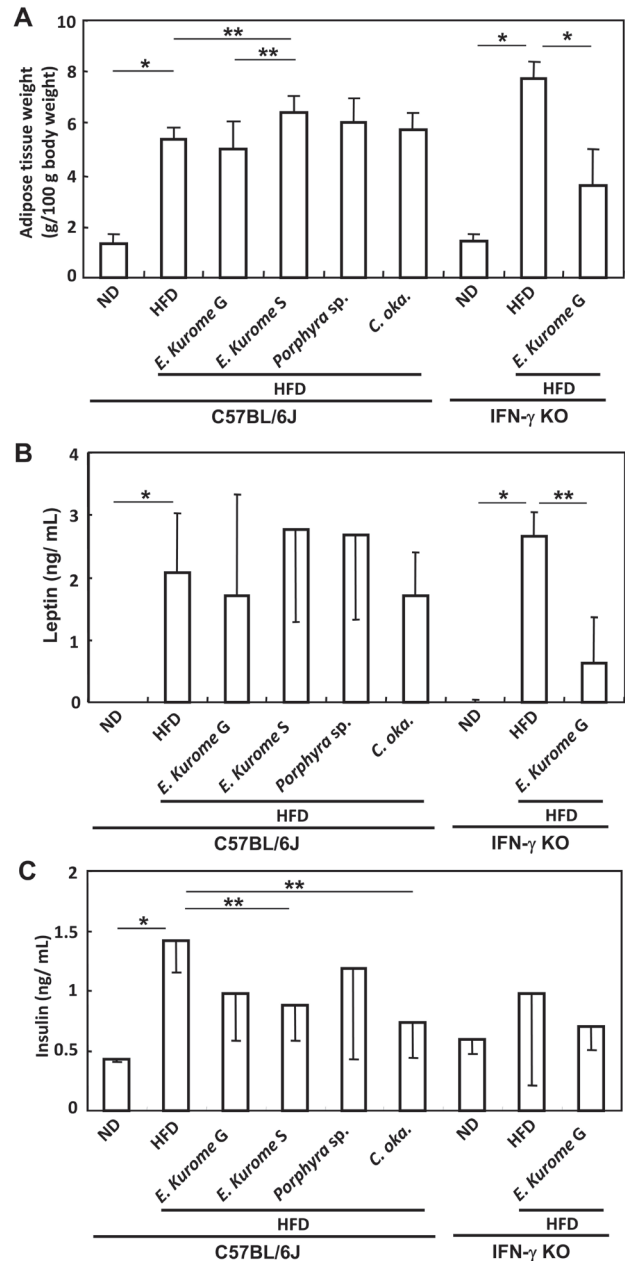 A
Adipose tissue weight
(g/100 g body weight)
10
8
6
4
2
0
* ** ** * *
ND HFD E. Kurome G E. Kurome S Porphyra sp. C. oka. ND HFD E. Kurome G
HFD HFD
C57BL/6J IFN-γ KO
B
Leptin (ng/ mL)
4
3
2
1
0
* * **
ND HFD E. Kurome G E. Kurome S Porphyra sp. C. oka. ND HFD E. Kurome G
HFD HFD
C57BL/6J IFN-γ KO
C
Insulin (ng/ mL)
2
1.5
1
0.5
0
* ** **
ND HFD E. Kurome G E. Kurome S Porphyra sp. C. oka. ND HFD E. Kurome G
HFD HFD
C57BL/6J IFN-γ KO